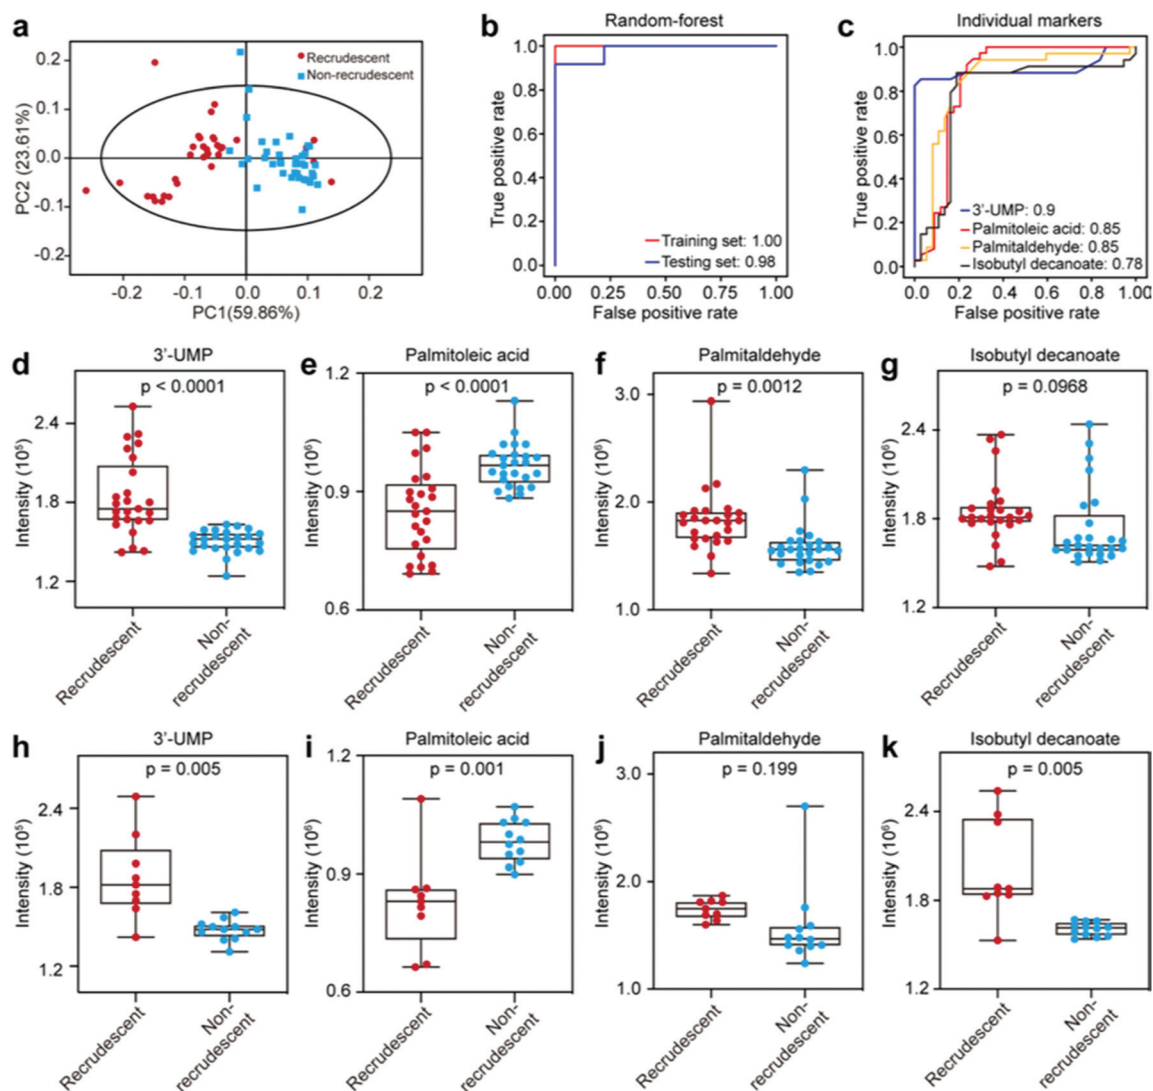 a
Recrudescent
Non-recrudescent
PC2 (23.61%)
0.2
0.1
0.0
-0.1
-0.2
-0.2
-0.1
0.0
0.1
0.2
PC1(59.86%)
b
Random-forest
True positive rate
1.0
0.8
0.6
0.4
0.2
0.0
Training set: 1.00
Testing set: 0.98
0.00
0.25
0.50
0.75
1.00
False positive rate
c
Individual markers
True positive rate
1.0
0.8
0.6
0.4
0.2
0.0
3'-UMP: 0.9
Palmitoleic acid: 0.85
Palmitaldehyde: 0.85
Isobutyl decanoate: 0.78
0.0
0.2
0.4
0.6
0.8
1.00
False positive rate
d
3'-UMP
p < 0.0001
Intensity (10⁵)
2.4
1.8
1.2
Recrudescent
Non-
recrudescent
e
Palmitoleic acid
p < 0.0001
Intensity (10⁶)
1.2
0.9
0.6
Recrudescent
Non-
recrudescent
f
Palmitaldehyde
p = 0.0012
Intensity (10⁶)
3.0
2.0
1.0
Recrudescent
Non-
recrudescent
g
Isobutyl decanoate
p = 0.0968
Intensity (10⁶)
2.4
1.8
1.2
Recrudescent
Non-
recrudescent
h
3'-UMP
p = 0.005
Intensity (10⁵)
2.4
1.8
1.2
Recrudescent
Non-
recrudescent
i
Palmitoleic acid
p = 0.001
Intensity (10⁶)
1.2
0.9
0.6
Recrudescent
Non-
recrudescent
j
Palmitaldehyde
p = 0.199
Intensity (10⁶)
3.0
2.0
1.0
Recrudescent
Non-
recrudescent
k
Isobutyl decanoate
p = 0.005
Intensity (10⁶)
2.4
1.8
1.2
Recrudescent
Non-
recrudescent